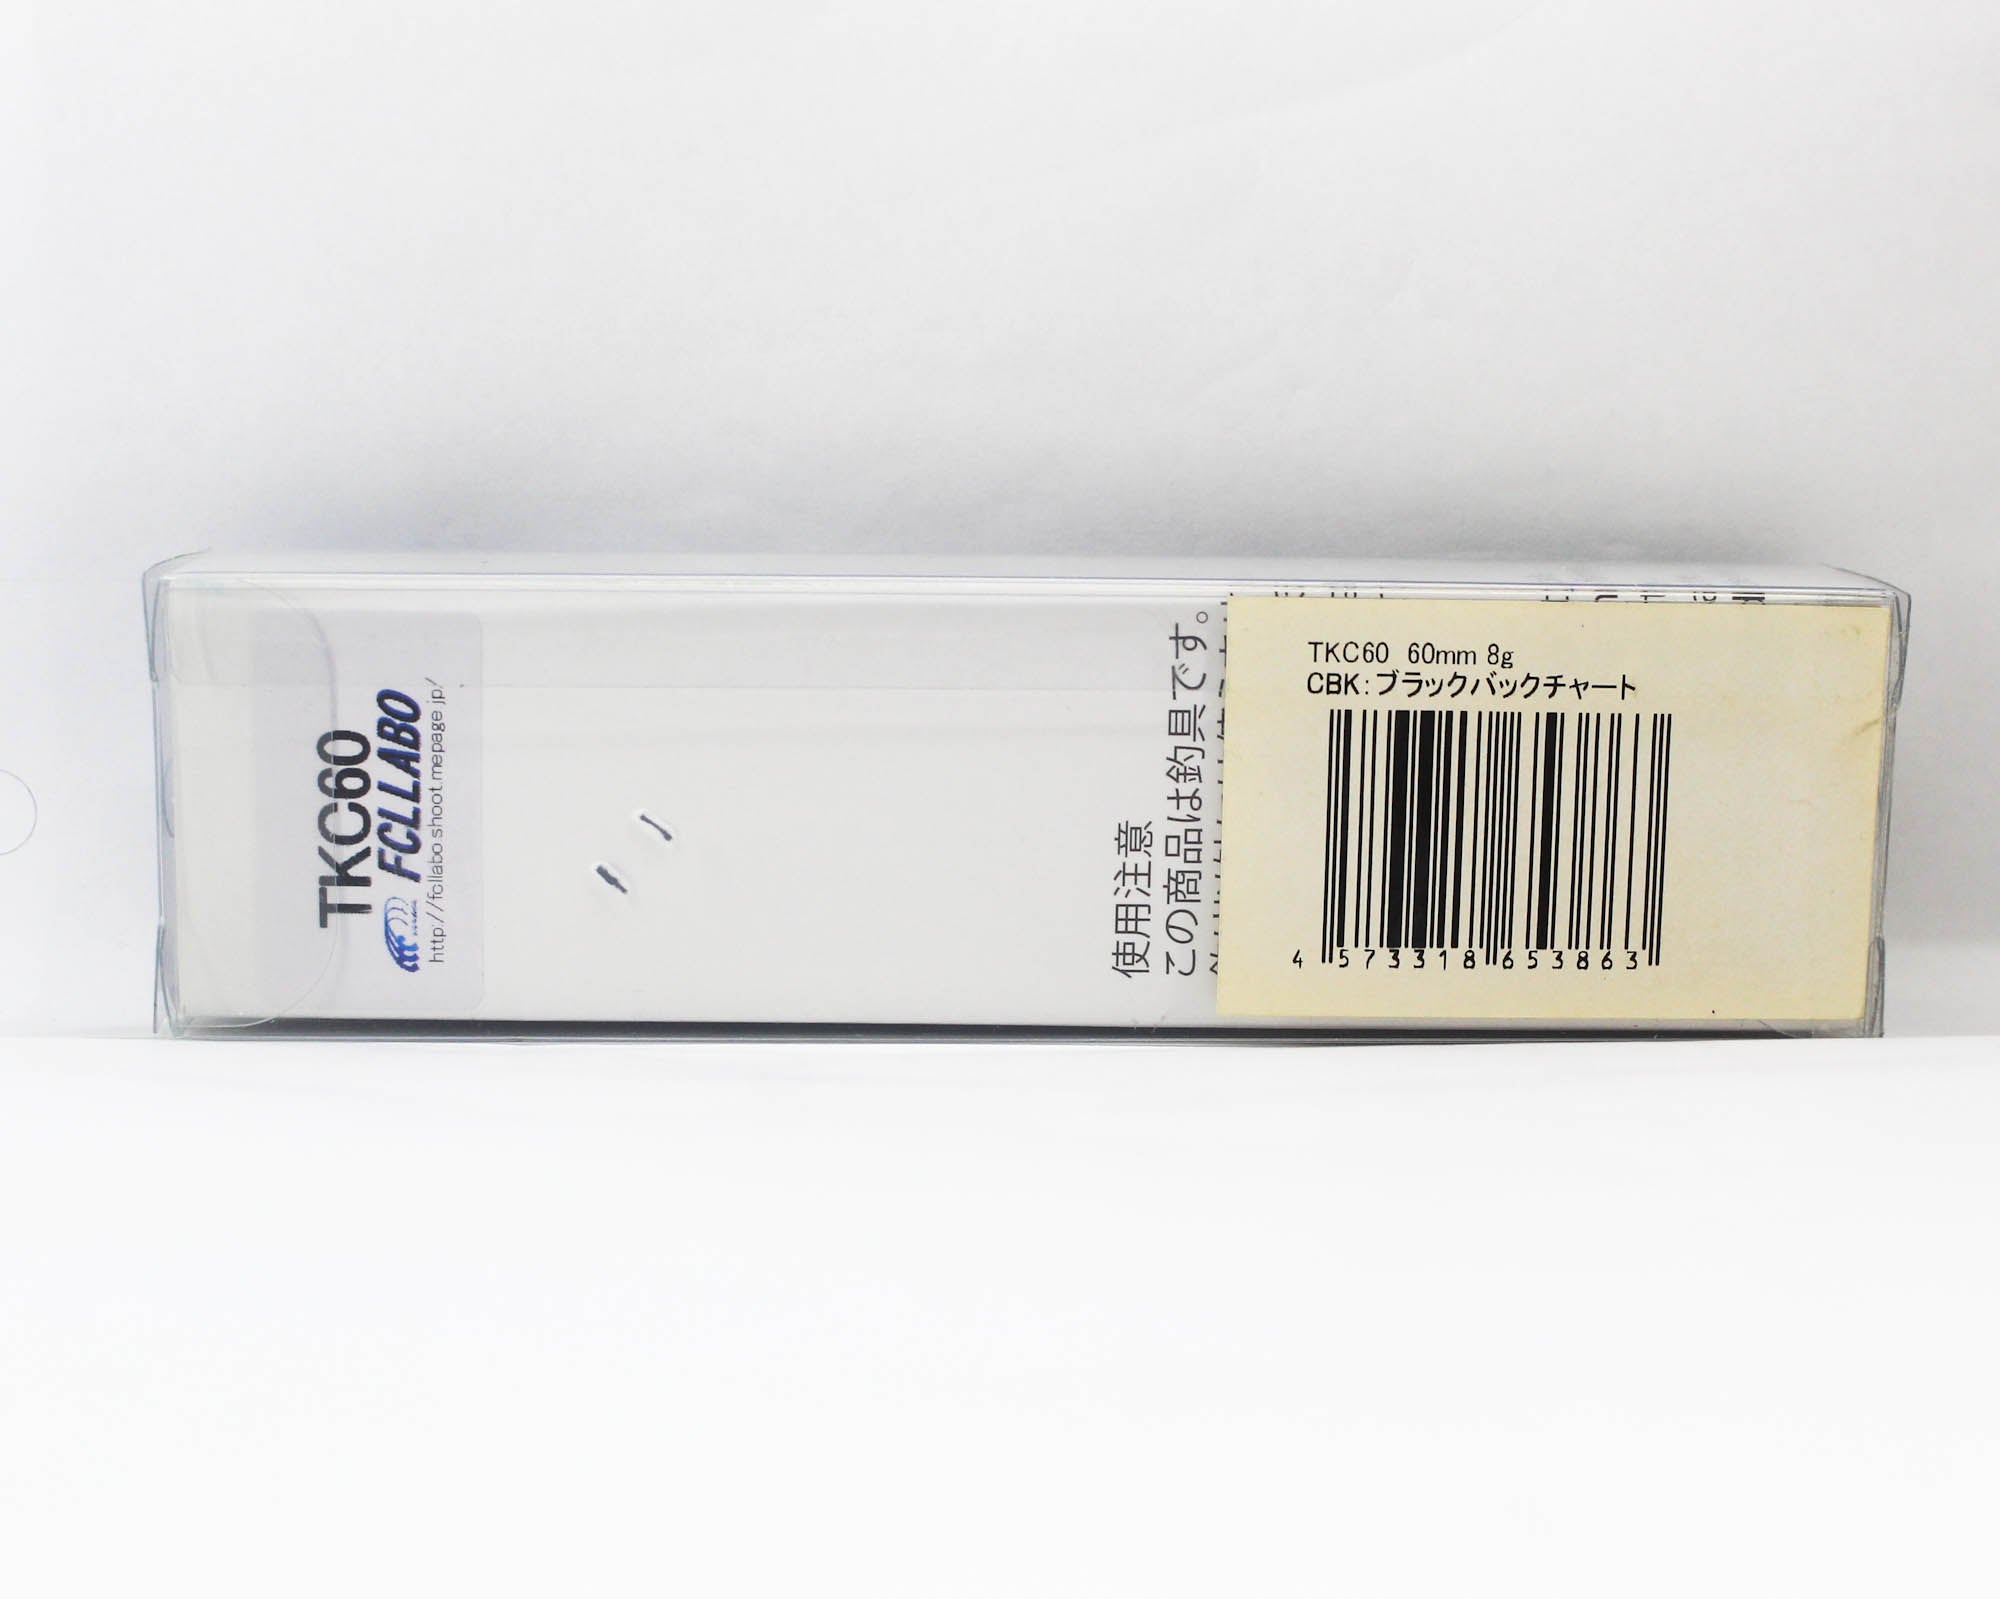 TKC60
FCLLABO
http://fcllabo.shoot.mepage.jp/
使用注意
この商品は釣具です。
TKC60 60mm 8g
CBK:ブラックバックチャート
4 573318 653863